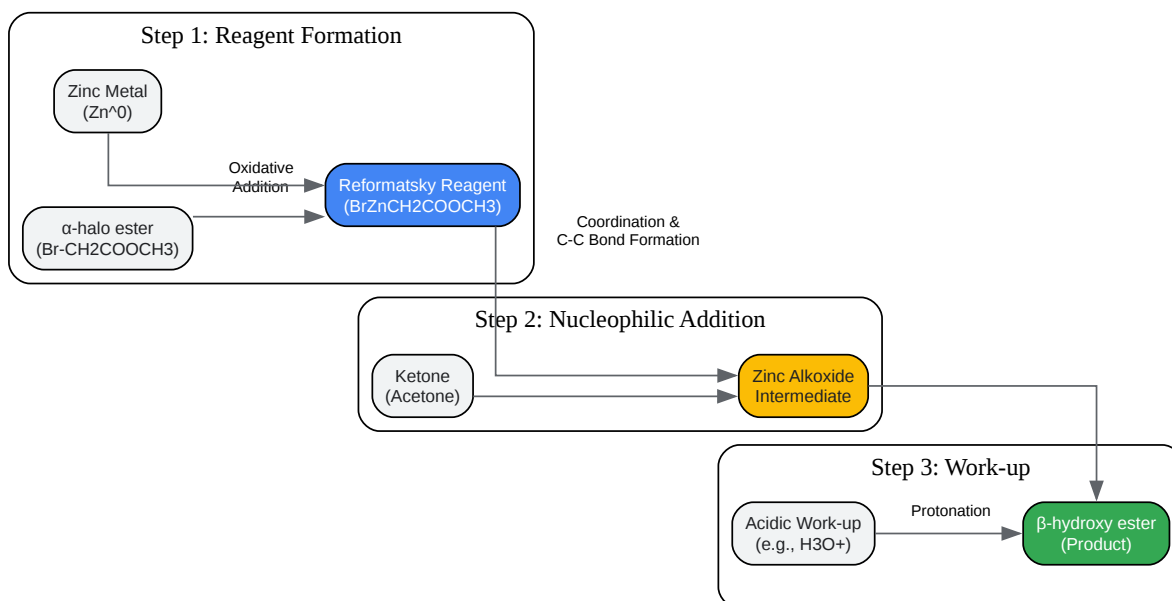 Step 1: Reagent Formation
Zinc Metal
(Zn^0)
Oxidative
Addition
Reformatsky Reagent
(BrZnCH2COOCH3)
α-halo ester
(Br-CH2COOCH3)
Coordination &
C-C Bond Formation
Step 2: Nucleophilic Addition
Ketone
(Acetone)
Zinc Alkoxide
Intermediate
Step 3: Work-up
Acidic Work-up
(e.g., H3O+)
Protonation
β-hydroxy ester
(Product)